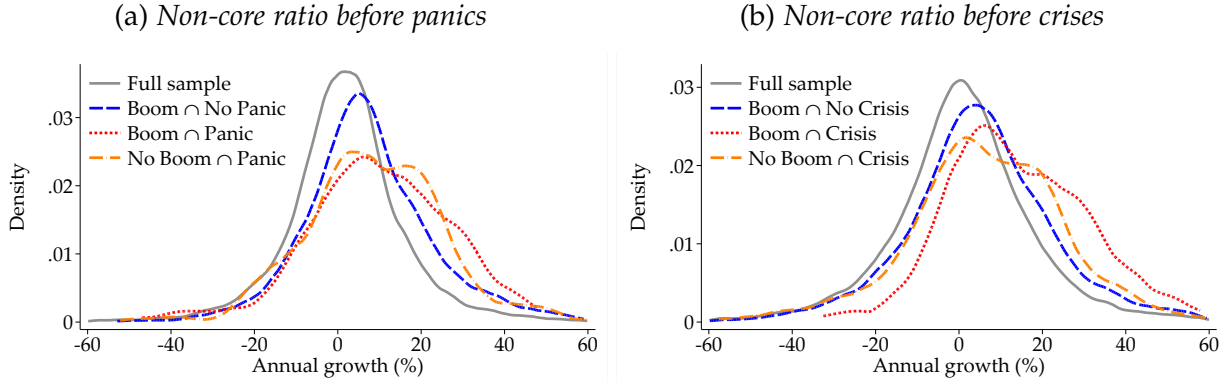 (a) Non-core ratio before panics
Full sample
Boom ∩ No Panic
Boom ∩ Panic
No Boom ∩ Panic
Density
.03
.02
.01
0
-60
-40
-20
0
20
40
60
Annual growth (%)
(b) Non-core ratio before crises
Full sample
Boom ∩ No Crisis
Boom ∩ Crisis
No Boom ∩ Crisis
Density
.03
.02
.01
0
-60
-40
-20
0
20
40
60
Annual growth (%)